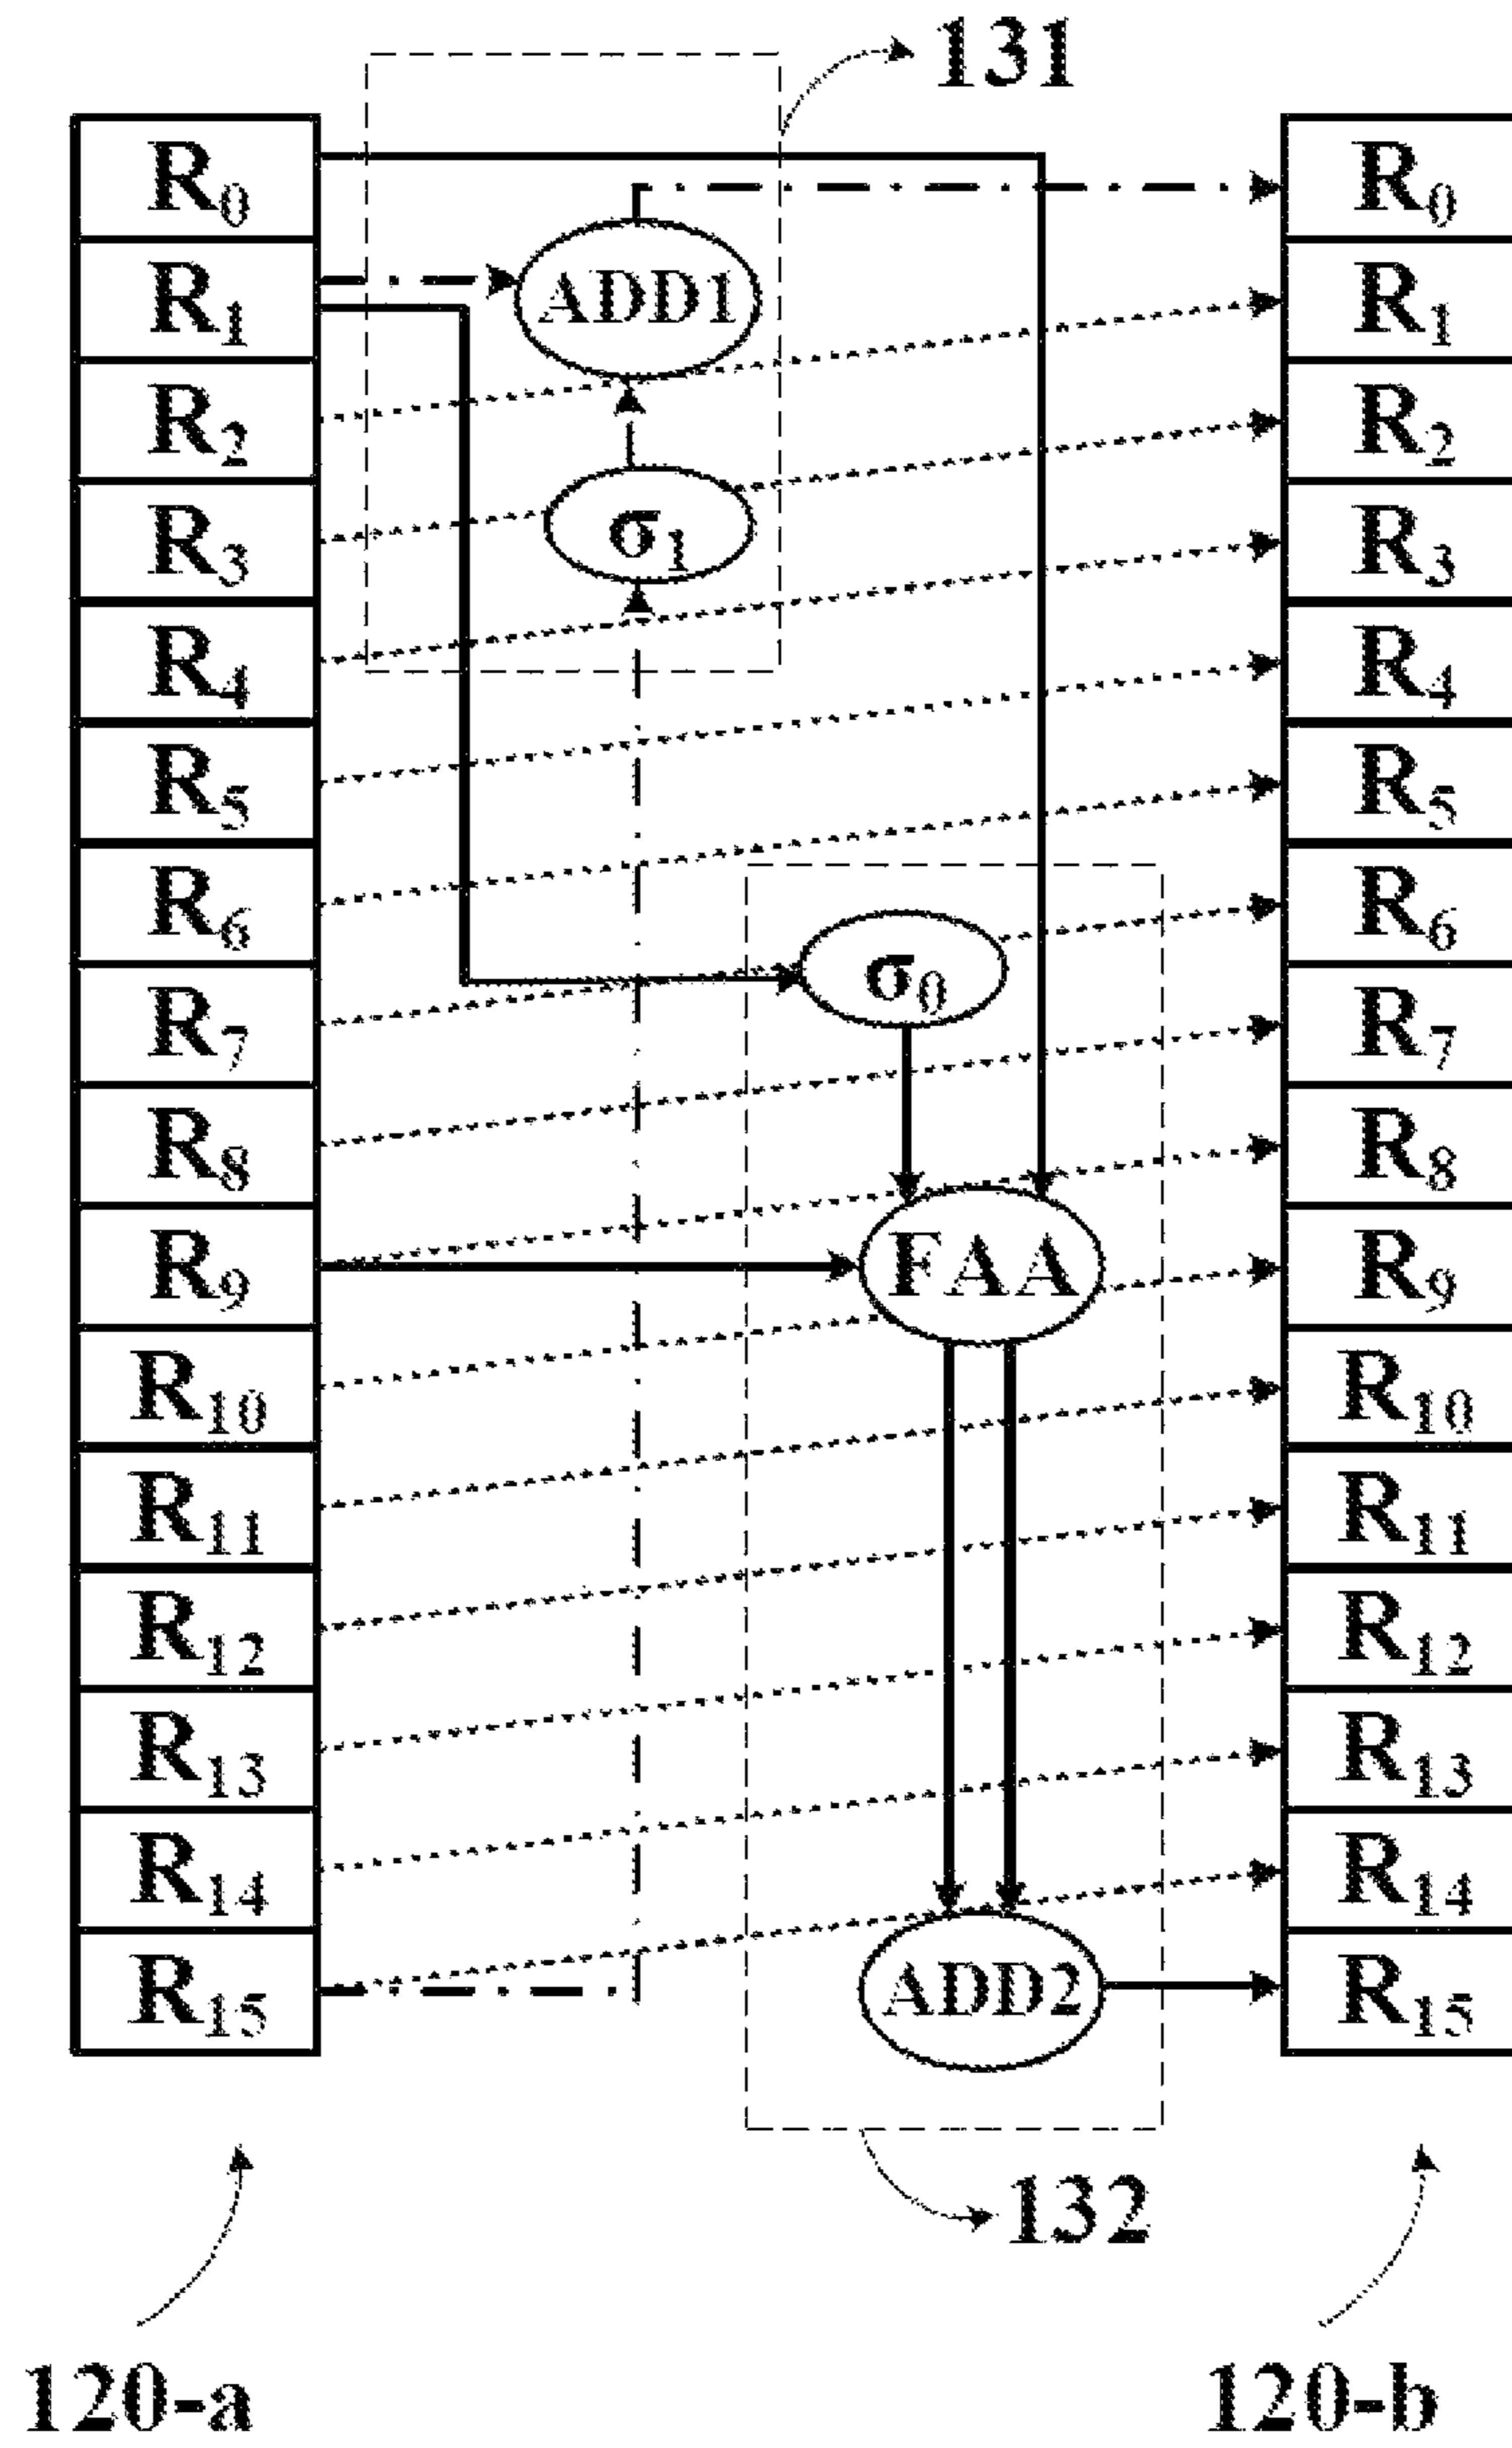 131
R0 R0
R1 ADD1 R1
R2 R2
R3 σ1 R3
R4 R4
R5 R5
R6 R6
R7 σ0 R7
R8 R8
R9 FAA R9
R10 R10
R11 R11
R12 R12
R13 R13
R14 R14
R15 ADD2 R15
132
120-a 120-b